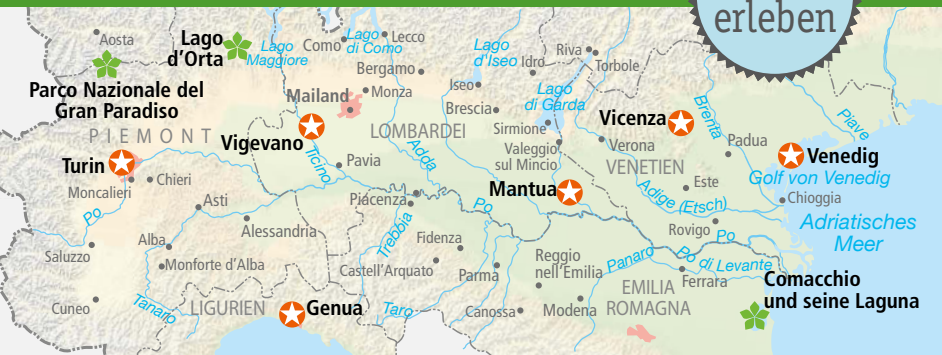 erleben
Aosta
Lago
d’Orta
Lago
Maggiore
Como
Lago
di Como
Lecco
Bergamo
Lago
d'Iseo
Idro
Riva
Torbole
Parco Nazionale del
Gran Paradiso
Mailand
Monza
Iseo
Brescia
Lago
di Garda
Sirmione
Vicenza
Brenta
Piave
PIEMONT
Vigevano
LOMBARDEI
Valeggio
sul Mincio
Verona
Padua
Venedig
Golf von Venedig
Turin
Moncalieri
Chieri
Ticino
Pavia
Adda
VENETIEN
Mantua
Este
Adige (Etsch)
Chioggia
Asti
Piacenza
Po
Po
Rovigo
Po
Adriatisches
Meer
Saluzzo
Alba
Alessandria
Trebbia
Fidenza
Monforte d’Alba
Castell’Arquato
Parma
Reggio
nell’Emilia
Panaro
Po di Levante
Ferrara
Comacchio
und seine Laguna
Cuneo
Tanaro
LIGURIEN
Genua
Taro
Canossa
Modena
EMILIA
ROMAGNA